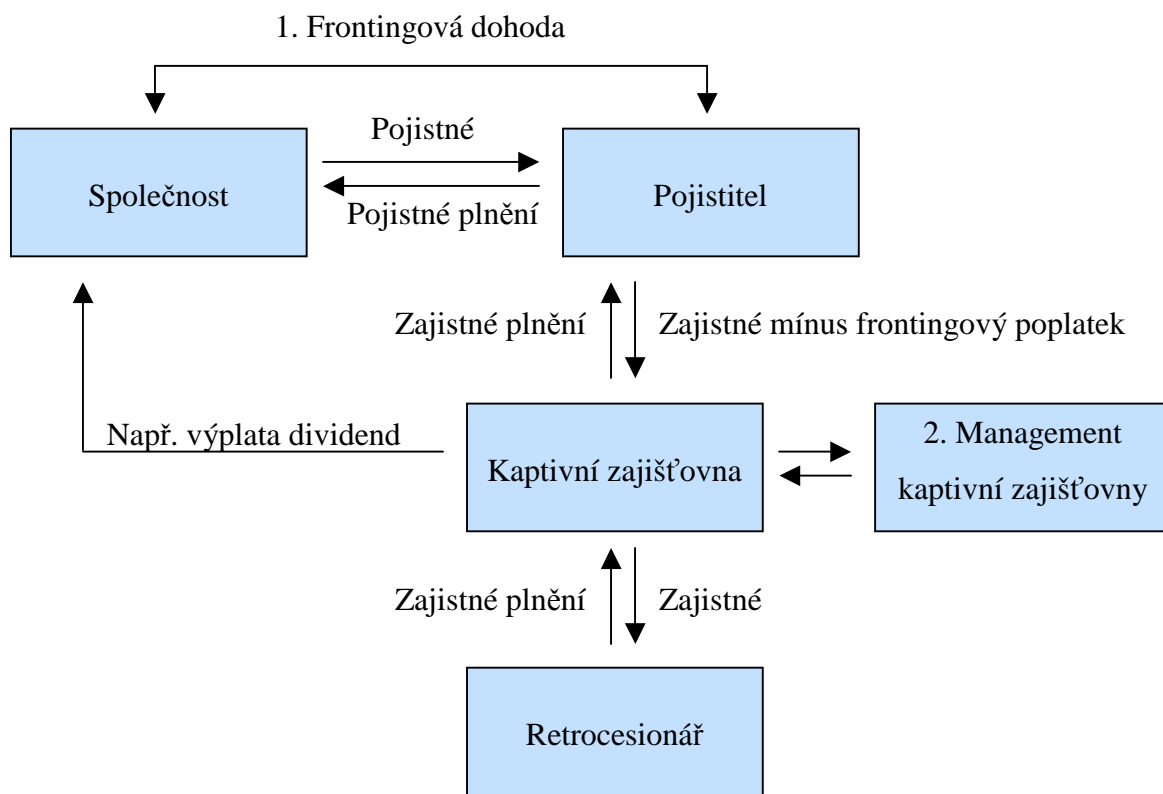 1. Frontingová dohoda
Pojistné
Společnost
Pojistitel
Pojistné plnění
Zajistné plnění
Zajistné mínus frontingový poplatek
Např. výplata dividend
Kaptivní zajišťovna
2. Management
kaptivní zajišťovny
Zajistné plnění
Zajistné
Retrocesionář